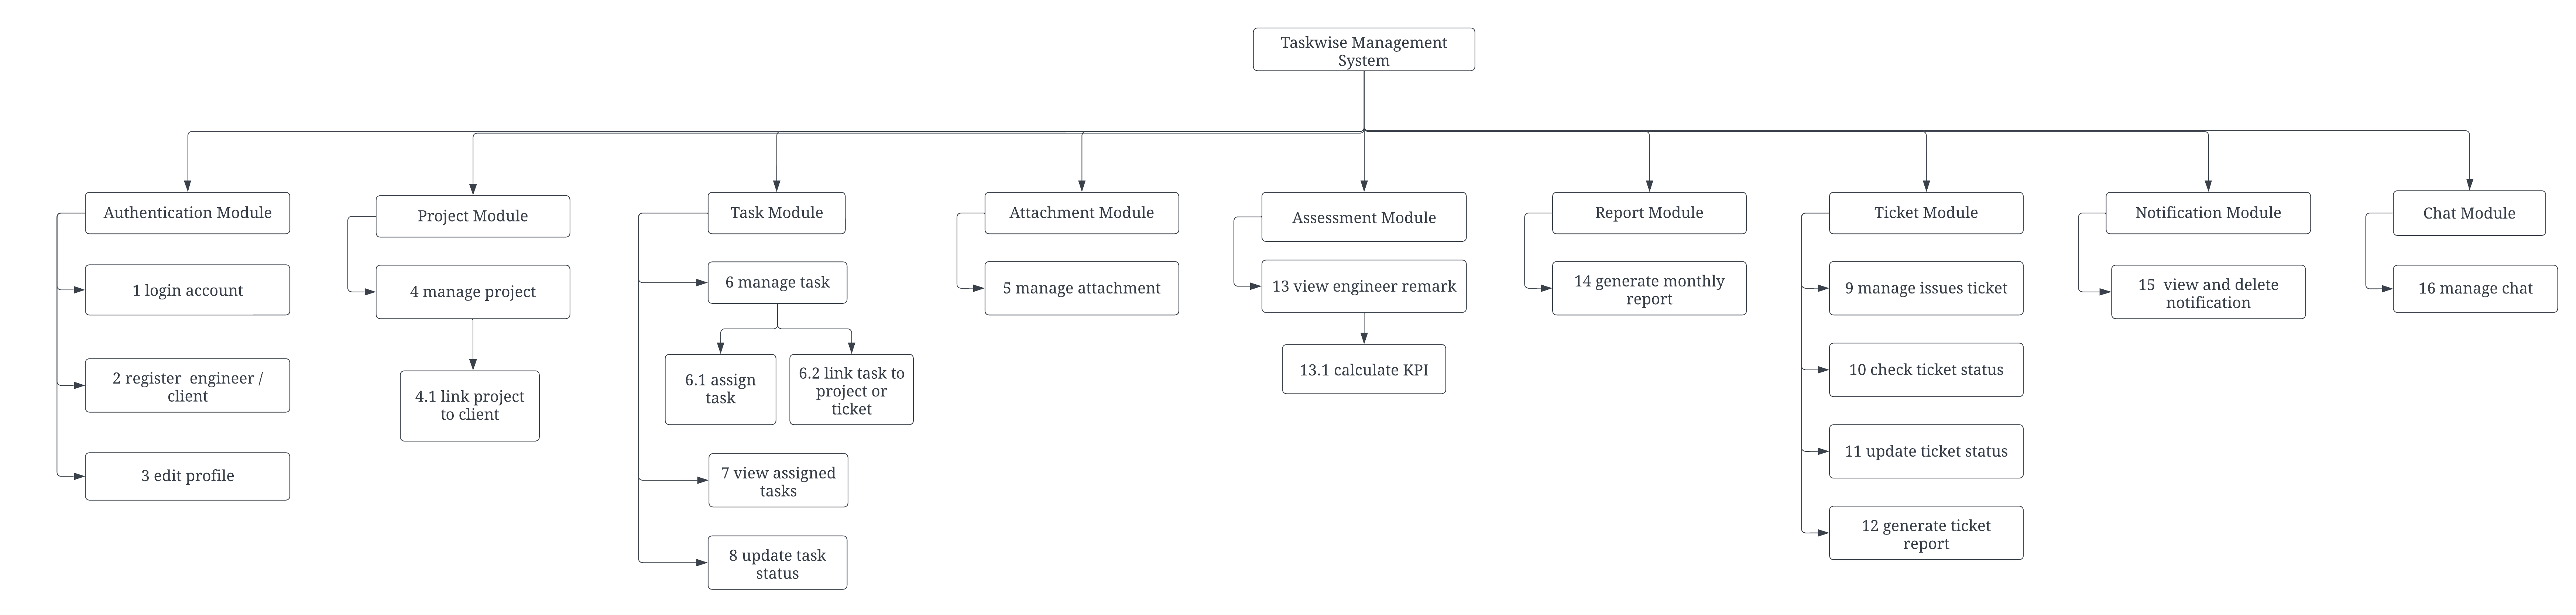 Taskwise Management
System
Authentication Module
1 login account
2 register  engineer /
client
3 edit profile
Project Module
4 manage project
4.1 link project
to client
Task Module
6 manage task
6.1 assign
task
6.2 link task to
project or
ticket
7 view assigned
tasks
8 update task
status
Attachment Module
5 manage attachment
Assessment Module
13 view engineer remark
13.1 calculate KPI
Report Module
14 generate monthly
report
Ticket Module
9 manage issues ticket
10 check ticket status
11 update ticket status
12 generate ticket
report
Notification Module
15  view and delete
notification
Chat Module
16 manage chat